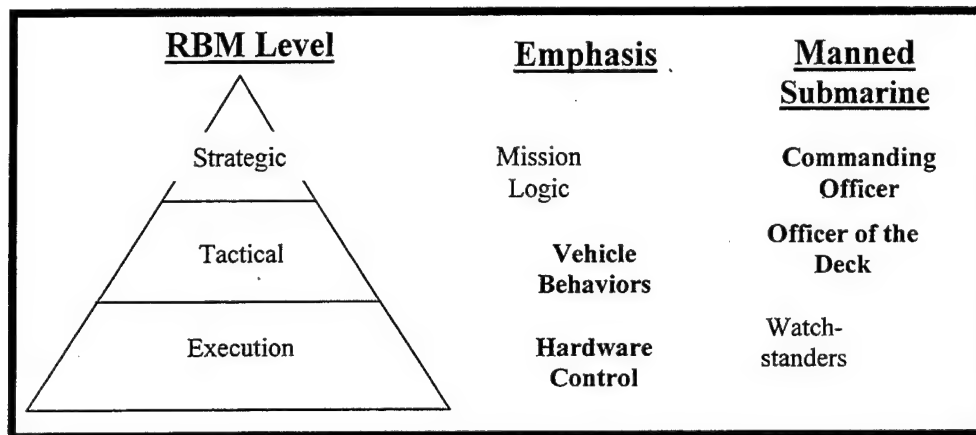 RBM Level
Emphasis
Manned
Submarine
Strategic
Mission
Logic
Commanding
Officer
Tactical
Vehicle
Behaviors
Officer of the
Deck
Execution
Hardware
Control
Watch-
standers